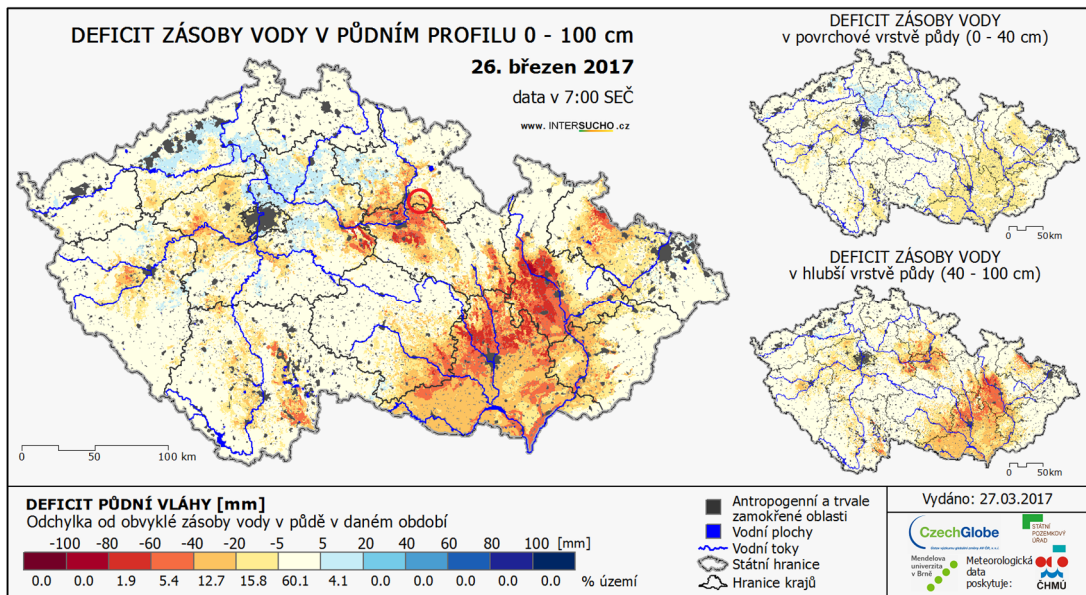 DEFICIT ZÁSOBY VODY V PŮDNÍM PROFILU 0 - 100 cm
26. březen 2017
data v 7:00 SEČ
www. INTERSUCHO .cz
0 50 100 km
DEFICIT ZÁSOBY VODY
v povrchové vrstvě půdy (0 - 40 cm)
0 50km
DEFICIT ZÁSOBY VODY
v hlubší vrstvě půdy (40 - 100 cm)
0 50km
DEFICIT PŮDNÍ VLÁHY [mm]
Odchylka od obvyklé zásoby vody v půdě v daném období
-100 -80 -60 -40 -20 -5 5 20 40 60 80 100 [mm]
0.0 0.0 1.9 5.4 12.7 15.8 60.1 4.1 0.0 0.0 0.0 0.0 0.0 % území
Antropogenní a trvale
zamokřené oblasti
Vodní plochy
Vodní toky
Státní hranice
Hranice krajů
Vydáno: 27.03.2017
CzechGlobe
STÁTNÍ
POZEMKOVÝ
ÚŘAD
Mendelova
univerzita
v Brně
Meteorologická
data
poskytuje:
ČHMÚ